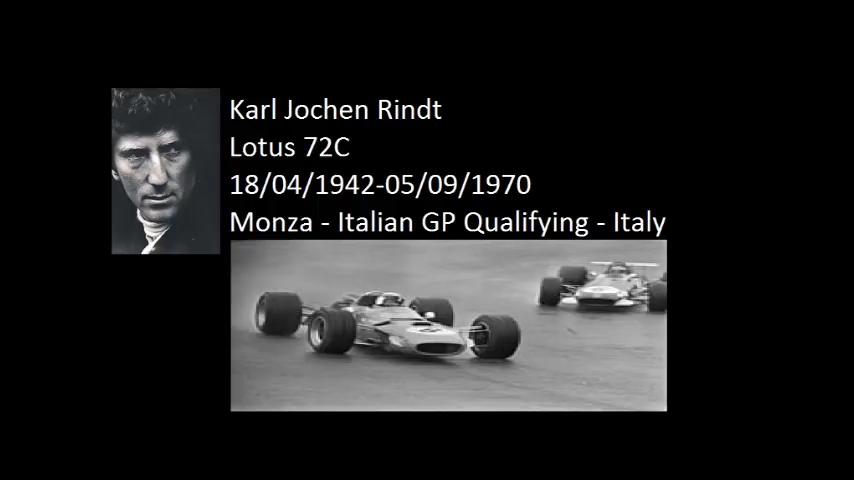 Karl Jochen Rindt
Lotus 72C
18/04/1942-05/09/1970
Monza - Italian GP Qualifying - Italy